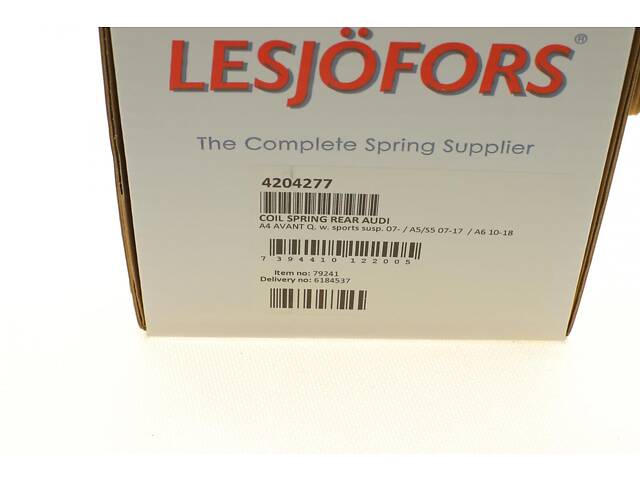 LESJÖFORS®
The Complete Spring Supplier
4204277
COIL SPRING REAR AUDI
A4 AVANT Q. w. sports susp. 07- / A5/S5 07-17 / A6 10-18
7 394410 122005
Item no: 79241
Delivery no: 6184537